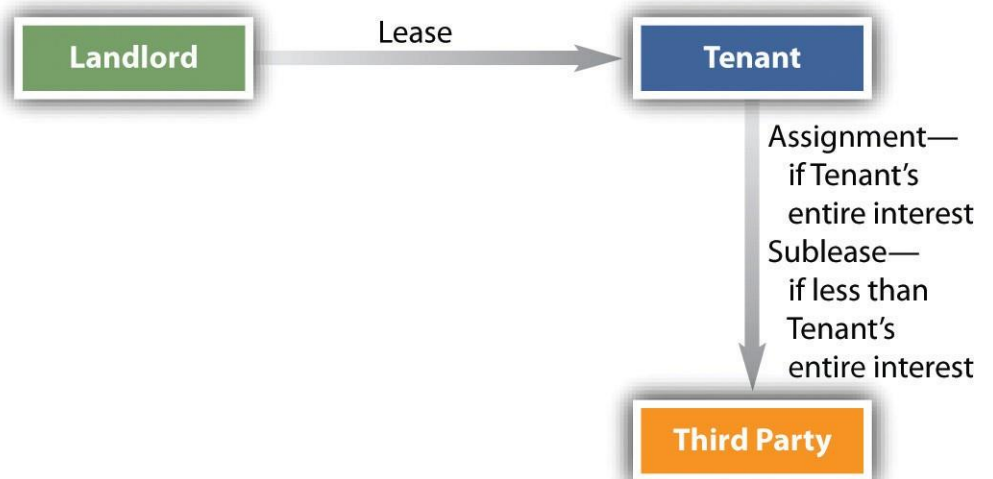 Landlord
Lease
Tenant
Assignment—
if Tenant’s
entire interest
Sublease—
if less than
Tenant’s
entire interest
Third Party